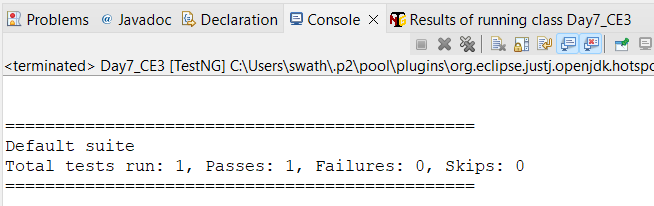 Problems @ Javadoc Declaration Console × Results of running class Day7_CE3
<terminated> Day7_CE3 [TestNG] C:\Users\swath\.p2\pool\plugins\org.eclipse.justj.openjdk.hotspo
===============================================
Default suite
Total tests run: 1, Passes: 1, Failures: 0, Skips: 0
===============================================